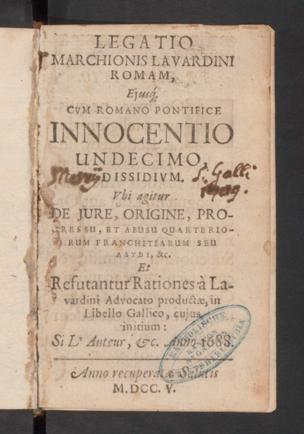 LEGATIO
MARCHIONIS LAVARDINI
ROMAM,
Ejusq́
CVM ROMANO PONTIFICE
INNOCENTIO
UNDECIMO,
DISSIDIVM.
S. Galli
1709.
Vbi agitur
DE JURE, ORIGINE, PRO-
GRESSU, ET ABUSU QUARTERIO-
RUM FRANCHITIARUM SEU
ASYLI, &c.
Et
Refutantur Rationes à La-
vardini Advocato productæ, in
Libello Gallico, cujus
initium:
Si L' Auteur, &c. Anno 1688.
Anno recuperatæ Salutis
M.DCC. V.